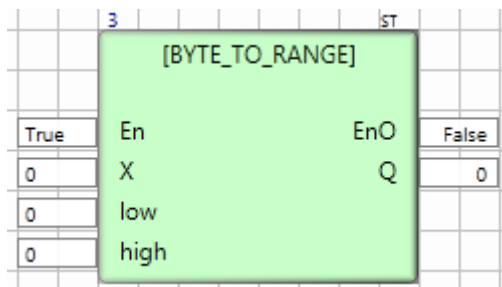 3 ST
[BYTE_TO_RANGE]
True En EnO False
0 X Q 0
0 low
0 high